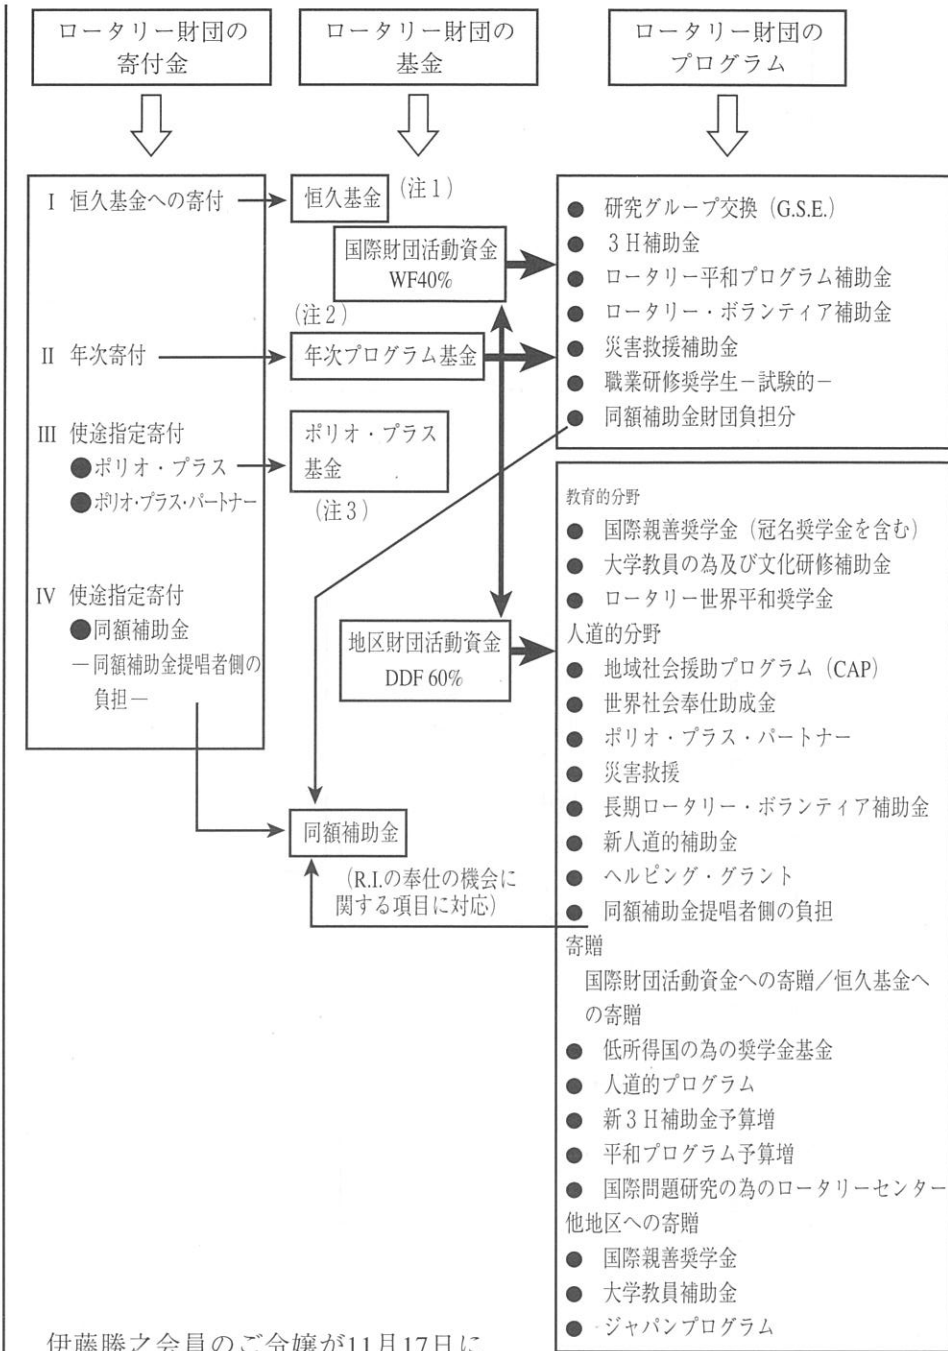 ロータリー財団の
寄付金
ロータリー財団の
基金
ロータリー財団の
プログラム
I 恒久基金への寄付
恒久基金
(注1)
国際財団活動資金
WF40%
(注2)
II 年次寄付
年次プログラム基金
III 使途指定寄付
●ポリオ・プラス
●ポリオ・プラス・パートナー
ポリオ・プラス
基金
(注3)
IV 使途指定寄付
●同額補助金
―同額補助金提唱者側の
負担―
地区財団活動資金
DDF 60%
同額補助金
(R.I.の奉仕の機会に
関する項目に対応)
● 研究グループ交換 (G.S.E.)
● 3H補助金
● ロータリー平和プログラム補助金
● ロータリー・ボランティア補助金
● 災害救援補助金
● 職業研修奨学生－試験的－
● 同額補助金財団負担分
教育的分野
● 国際親善奨学金 (冠名奨学金を含む)
● 大学教員の為及び文化研修補助金
● ロータリー世界平和奨学金
人道的分野
● 地域社会援助プログラム (CAP)
● 世界社会奉仕助成金
● ポリオ・プラス・パートナー
● 災害救援
● 長期ロータリー・ボランティア補助金
● 新人道的補助金
● ヘルピング・グラント
● 同額補助金提唱者側の負担
寄贈
国際財団活動資金への寄贈／恒久基金へ
の寄贈
● 低所得国の為の奨学金基金
● 人道的プログラム
● 新3H補助金予算増
● 平和プログラム予算増
● 国際問題研究の為のロータリーセンター
他地区への寄贈
● 国際親善奨学金
● 大学教員補助金
● ジャパンプログラム
伊藤勝之会員のご令嬢が11月17日に